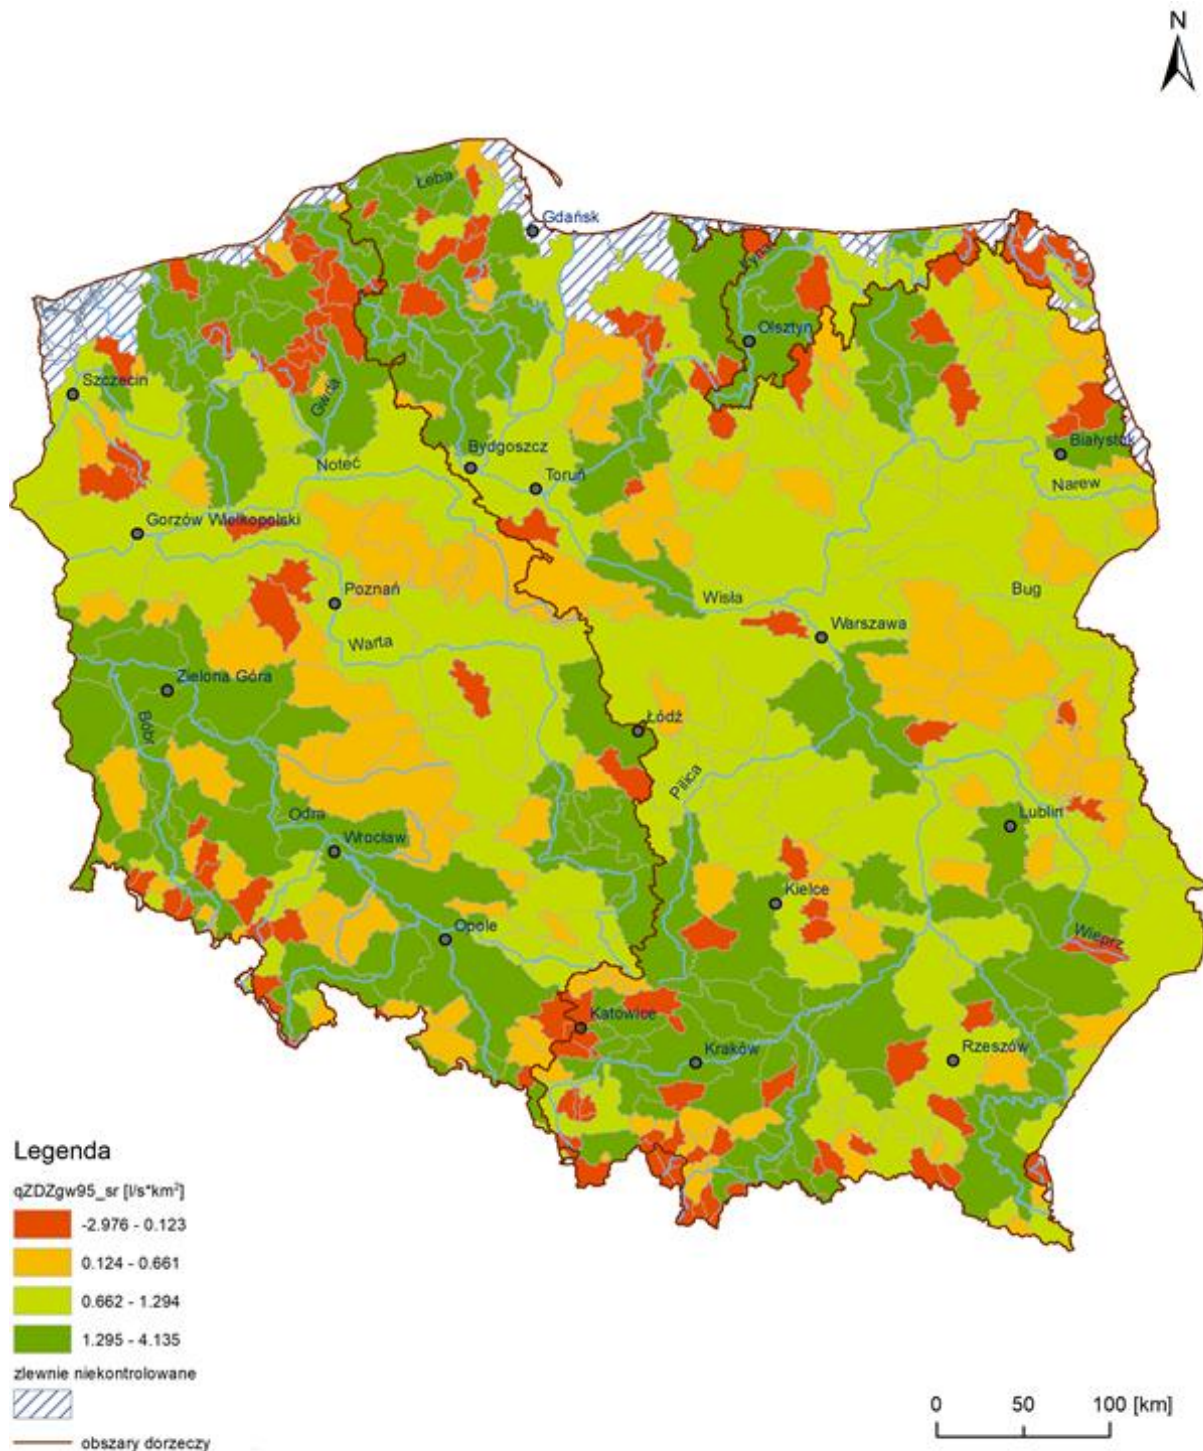 N
Łeba
Gdańsk
Łyna
Olsztyn
Szczecin
Gwda
Białystok
Bydgoszcz
Noteć
Toruń
Narew
Gorzów Wielkopolski
Poznań
Wisła
Bug
Warszawa
Warta
Zielona Góra
Bóbr
Łódź
Pilica
Odra
Lublin
Wrocław
Kielce
Opole
Wieprz
Katowice
Kraków
Rzeszów
Legenda
qZDZgw95_sr [l/s*km²]
-2.976 - 0.123
0.124 - 0.661
0.662 - 1.294
1.295 - 4.135
zlewnie niekontrolowane
obszary dorzeczy
0 50 100 [km]